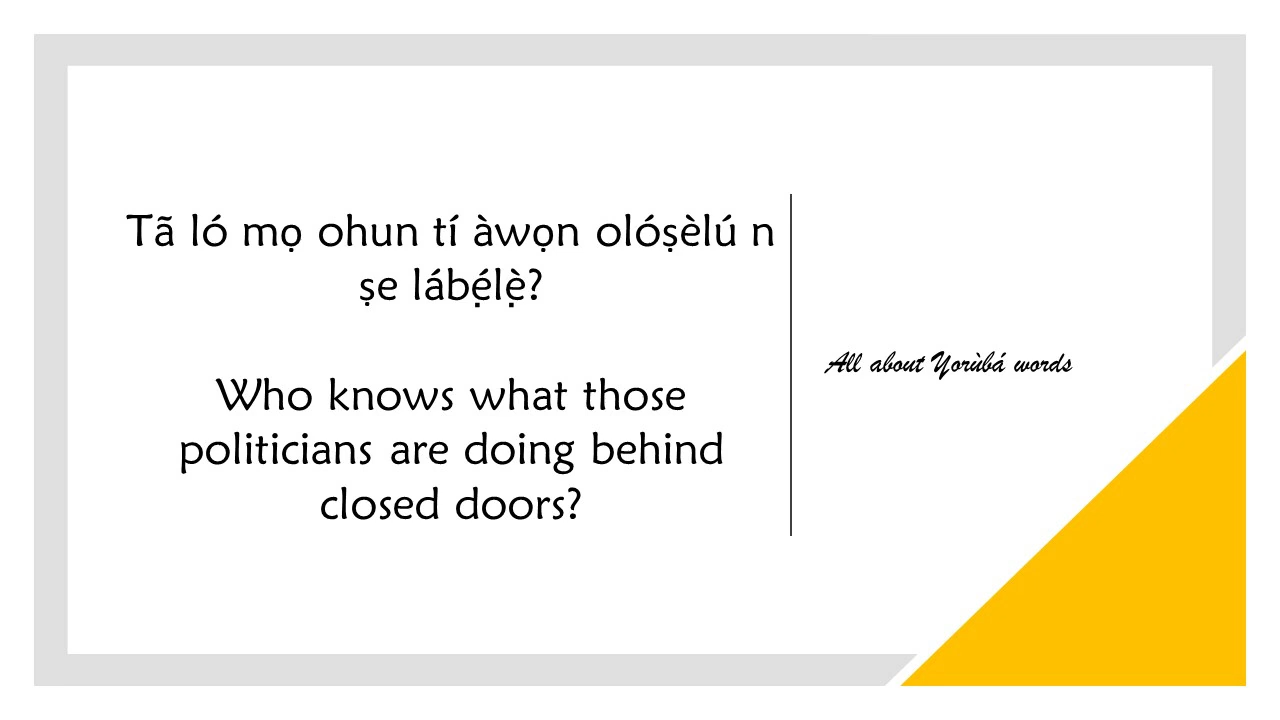 Tã ló mọ ohun tí àwọn olóṣèlú n
ṣe lábẹ́lẹ̀?
Who knows what those
politicians are doing behind
closed doors?
All about Yorùbá words